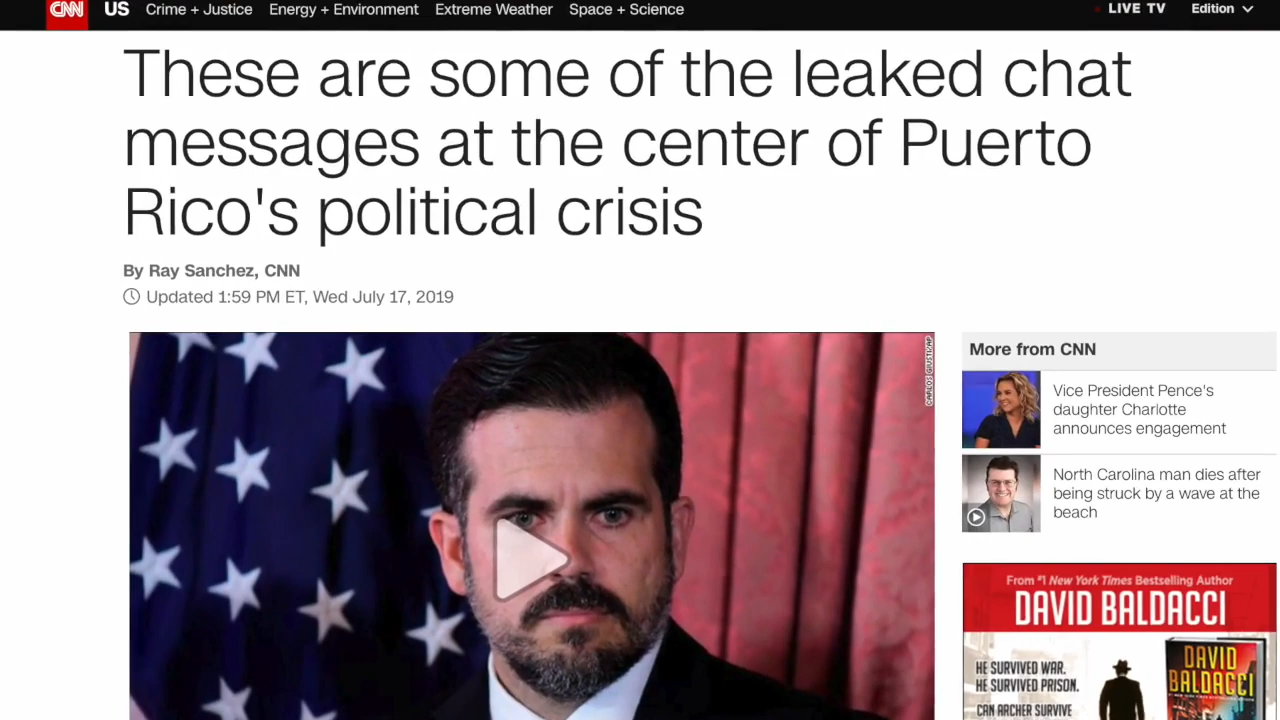 CNN US Crime + Justice Energy + Environment Extreme Weather Space + Science LIVE TV Edition
These are some of the leaked chat
messages at the center of Puerto
Rico's political crisis
By Ray Sanchez, CNN
Updated 1:59 PM ET, Wed July 17, 2019
CARLOS GIUSTI/AP
More from CNN
Vice President Pence's
daughter Charlotte
announces engagement
North Carolina man dies after
being struck by a wave at the
beach
From #1 New York Times Bestselling Author
DAVID BALDACCI
HE SURVIVED WAR.
HE SURVIVED PRISON.
CAN ARCHER SURVIVE
DAVID
BALDACCI